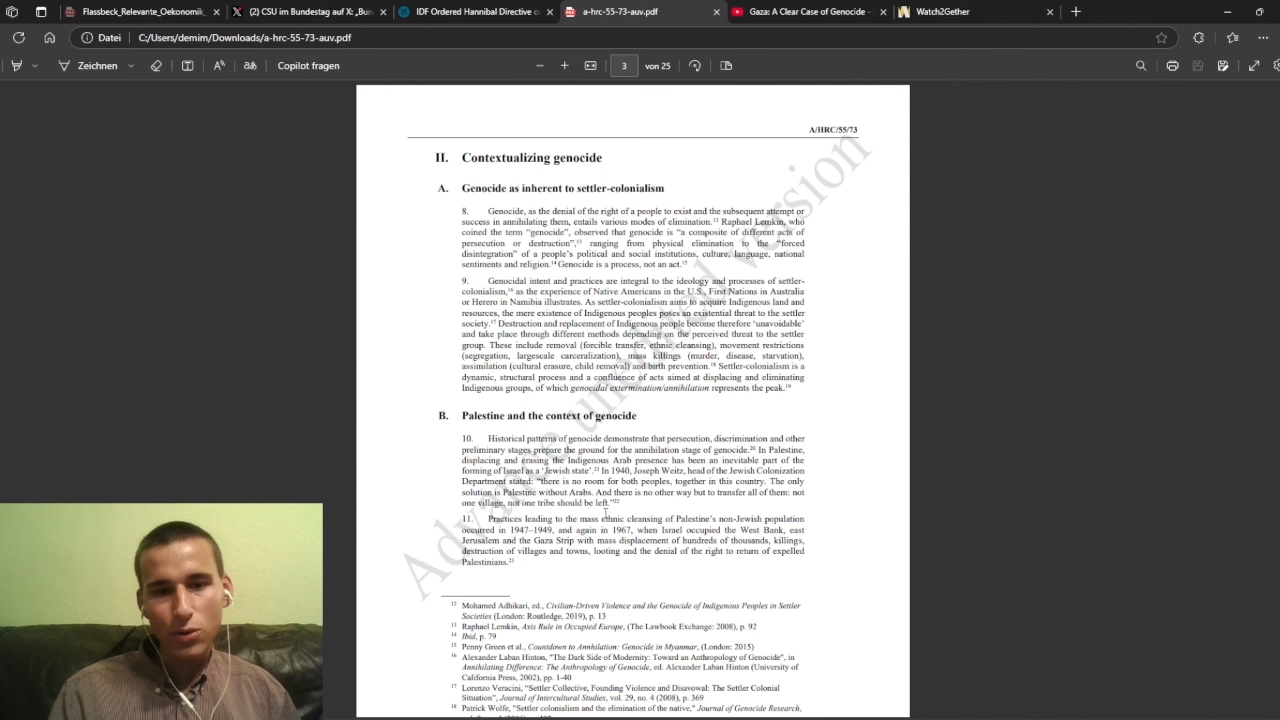 Flassbeck_Relevante_Oekonomik_
(2) CSU im Bundestag auf X: „Bun
IDF Ordered Hannibal Directive o
a-hrc-55-73-auv.pdf
Gaza: A Clear Case of Genocide -
Watch2Gether
Datei
C:/Users/demim/Downloads/a-hrc-55-73-auv.pdf
Zeichnen
Copilot fragen
3
von 25
A/HRC/55/73
II. Contextualizing genocide
A. Genocide as inherent to settler-colonialism
8. Genocide, as the denial of the right of a people to exist and the subsequent attempt or
success in annihilating them, entails various modes of elimination.12 Raphael Lemkin, who
coined the term “genocide”, observed that genocide is “a composite of different acts of
persecution or destruction”,13 ranging from physical elimination to the “forced
disintegration” of a people’s political and social institutions, culture, language, national
sentiments and religion.14 Genocide is a process, not an act.15
9. Genocidal intent and practices are integral to the ideology and processes of settler-
colonialism,16 as the experience of Native Americans in the U.S., First Nations in Australia
or Herero in Namibia illustrates. As settler-colonialism aims to acquire Indigenous land and
resources, the mere existence of Indigenous peoples poses an existential threat to the settler
society.17 Destruction and replacement of Indigenous people become therefore ‘unavoidable’
and take place through different methods depending on the perceived threat to the settler
group. These include removal (forcible transfer, ethnic cleansing), movement restrictions
(segregation, largescale carceralization), mass killings (murder, disease, starvation),
assimilation (cultural erasure, child removal) and birth prevention.18 Settler-colonialism is a
dynamic, structural process and a confluence of acts aimed at displacing and eliminating
Indigenous groups, of which genocidal extermination/annihilation represents the peak.19
B. Palestine and the context of genocide
10. Historical patterns of genocide demonstrate that persecution, discrimination and other
preliminary stages prepare the ground for the annihilation stage of genocide.20 In Palestine,
displacing and erasing the Indigenous Arab presence has been an inevitable part of the
forming of Israel as a ‘Jewish state’.21 In 1940, Joseph Weitz, head of the Jewish Colonization
Department stated: “there is no room for both peoples, together in this country. The only
solution is Palestine without Arabs. And there is no other way but to transfer all of them: not
one village, not one tribe should be left.”22
11. Practices leading to the mass ethnic cleansing of Palestine’s non-Jewish population
occurred in 1947–1949, and again in 1967, when Israel occupied the West Bank, east
Jerusalem and the Gaza Strip with mass displacement of hundreds of thousands, killings,
destruction of villages and towns, looting and the denial of the right to return of expelled
Palestinians.23
Advance unedited version
12 Mohamed Adhikari, ed., Civilian-Driven Violence and the Genocide of Indigenous Peoples in Settler
Societies (London: Routledge, 2019), p. 13
13 Raphael Lemkin, Axis Rule in Occupied Europe, (The Lawbook Exchange: 2008), p. 92
14 Ibid, p. 79
15 Penny Green et al., Countdown to Annhilation: Genocide in Myanmar, (London: 2015)
16 Alexander Laban Hinton, "The Dark Side of Modernity: Toward an Anthropology of Genocide", in
Annihilating Difference: The Anthropology of Genocide, ed. Alexander Laban Hinton (University of
California Press, 2002), pp. 1-40
17 Lorenzo Veracini, “Settler Collective, Founding Violence and Disavowal: The Settler Colonial
Situation”, Journal of Intercultural Studies, vol. 29, no. 4 (2008), p. 369
18 Patrick Wolfe, "Settler colonialism and the elimination of the native," Journal of Genocide Research,